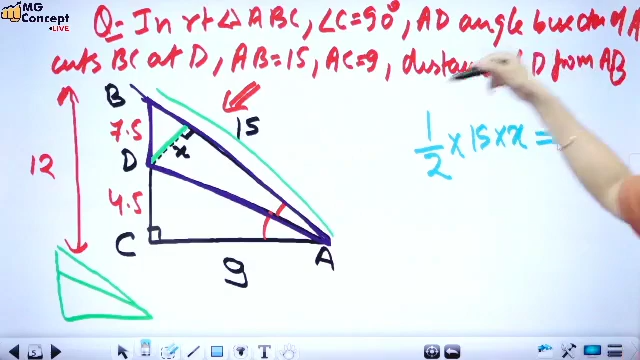 MG
Concept
LIVE
Q- In rt △ ABC, ∠C=90°, AD angle bisector of A
cuts BC at D, AB=15, AC=9, D from AB
B
7.5
15
12
x
D
4.5
C
9
A
1/2 × 15 × x =
5
T